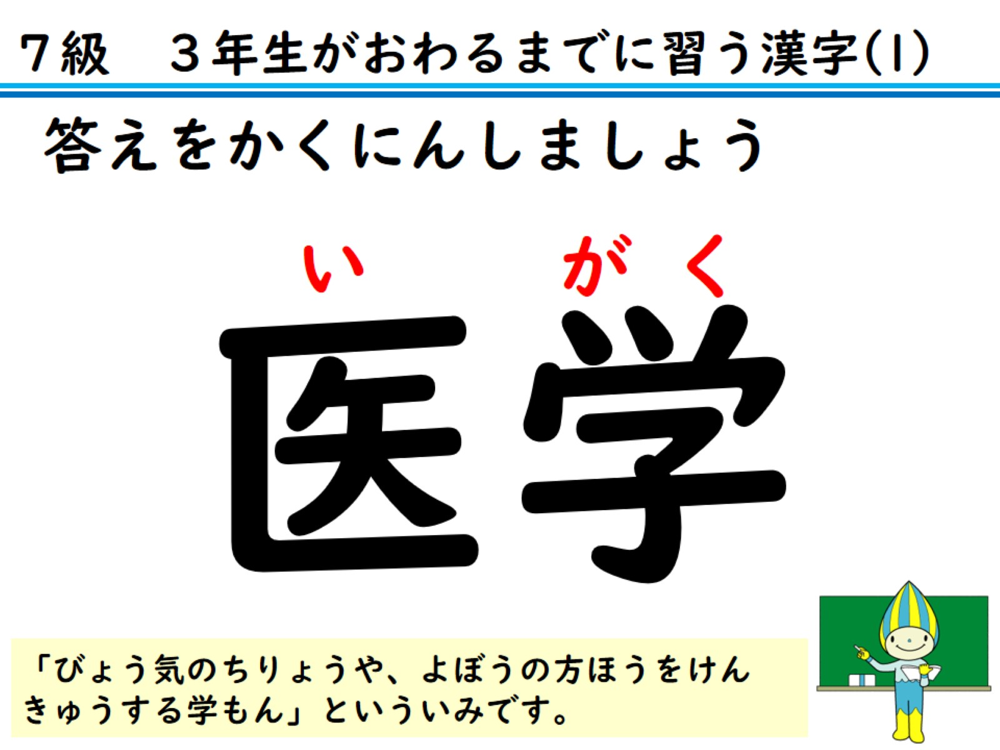 ７級　３年生がおわるまでに習う漢字(1)
答えをかくにんしましょう
い　がく
医学
「びょう気のちりょうや、よぼうの方ほうをけん
きゅうする学もん」といういみです。